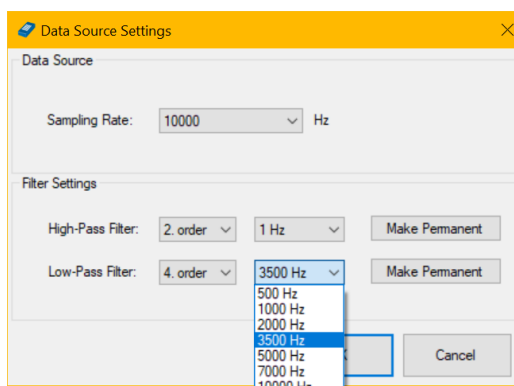 Data Source Settings
Data Source
Sampling Rate: 10000 Hz
Filter Settings
High-Pass Filter: 2. order 1 Hz Make Permanent
Low-Pass Filter: 4. order 3500 Hz Make Permanent
500 Hz
1000 Hz
2000 Hz
3500 Hz
5000 Hz
7000 Hz
10000 Hz
Cancel